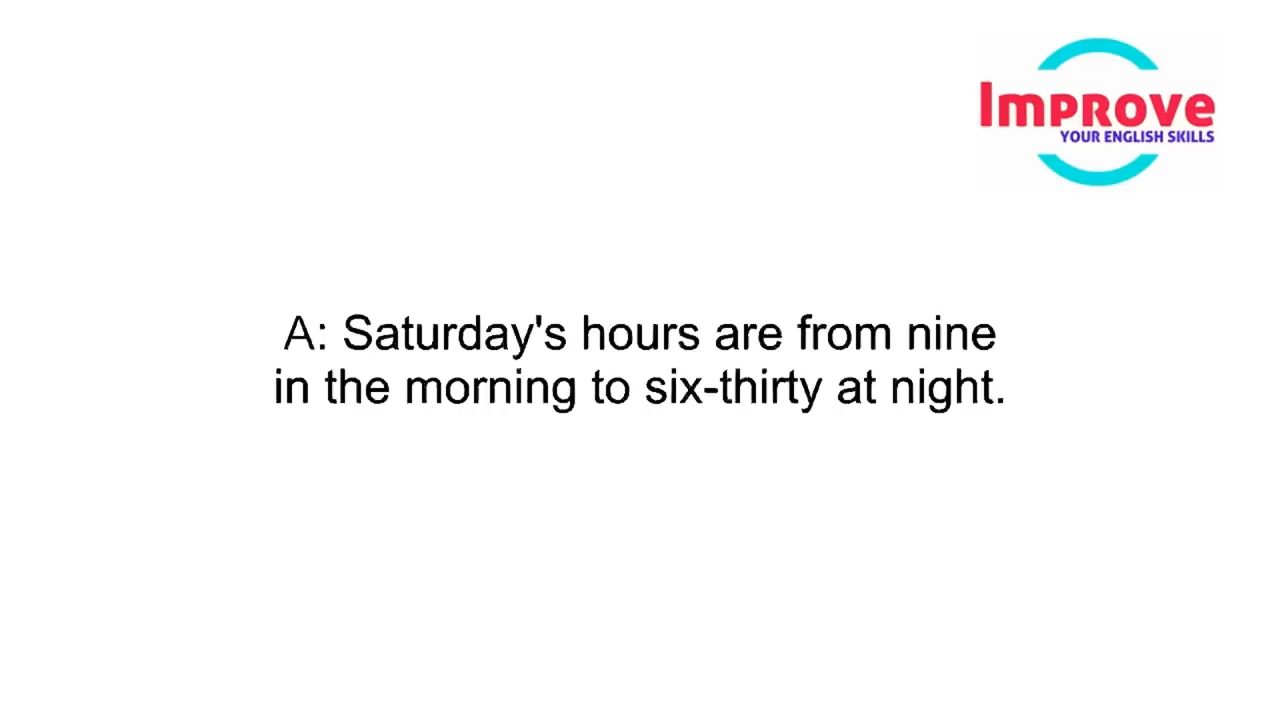 Improve
YOUR ENGLISH SKILLS
A: Saturday's hours are from nine
in the morning to six-thirty at night.